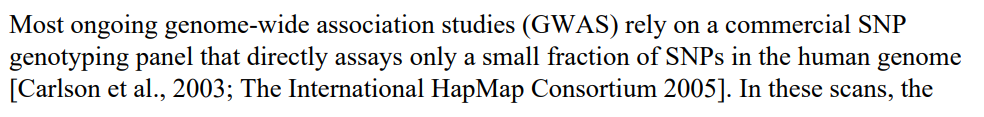 Most ongoing genome-wide association studies (GWAS) rely on a commercial SNP
genotyping panel that directly assays only a small fraction of SNPs in the human genome
[Carlson et al., 2003; The International HapMap Consortium 2005]. In these scans, the